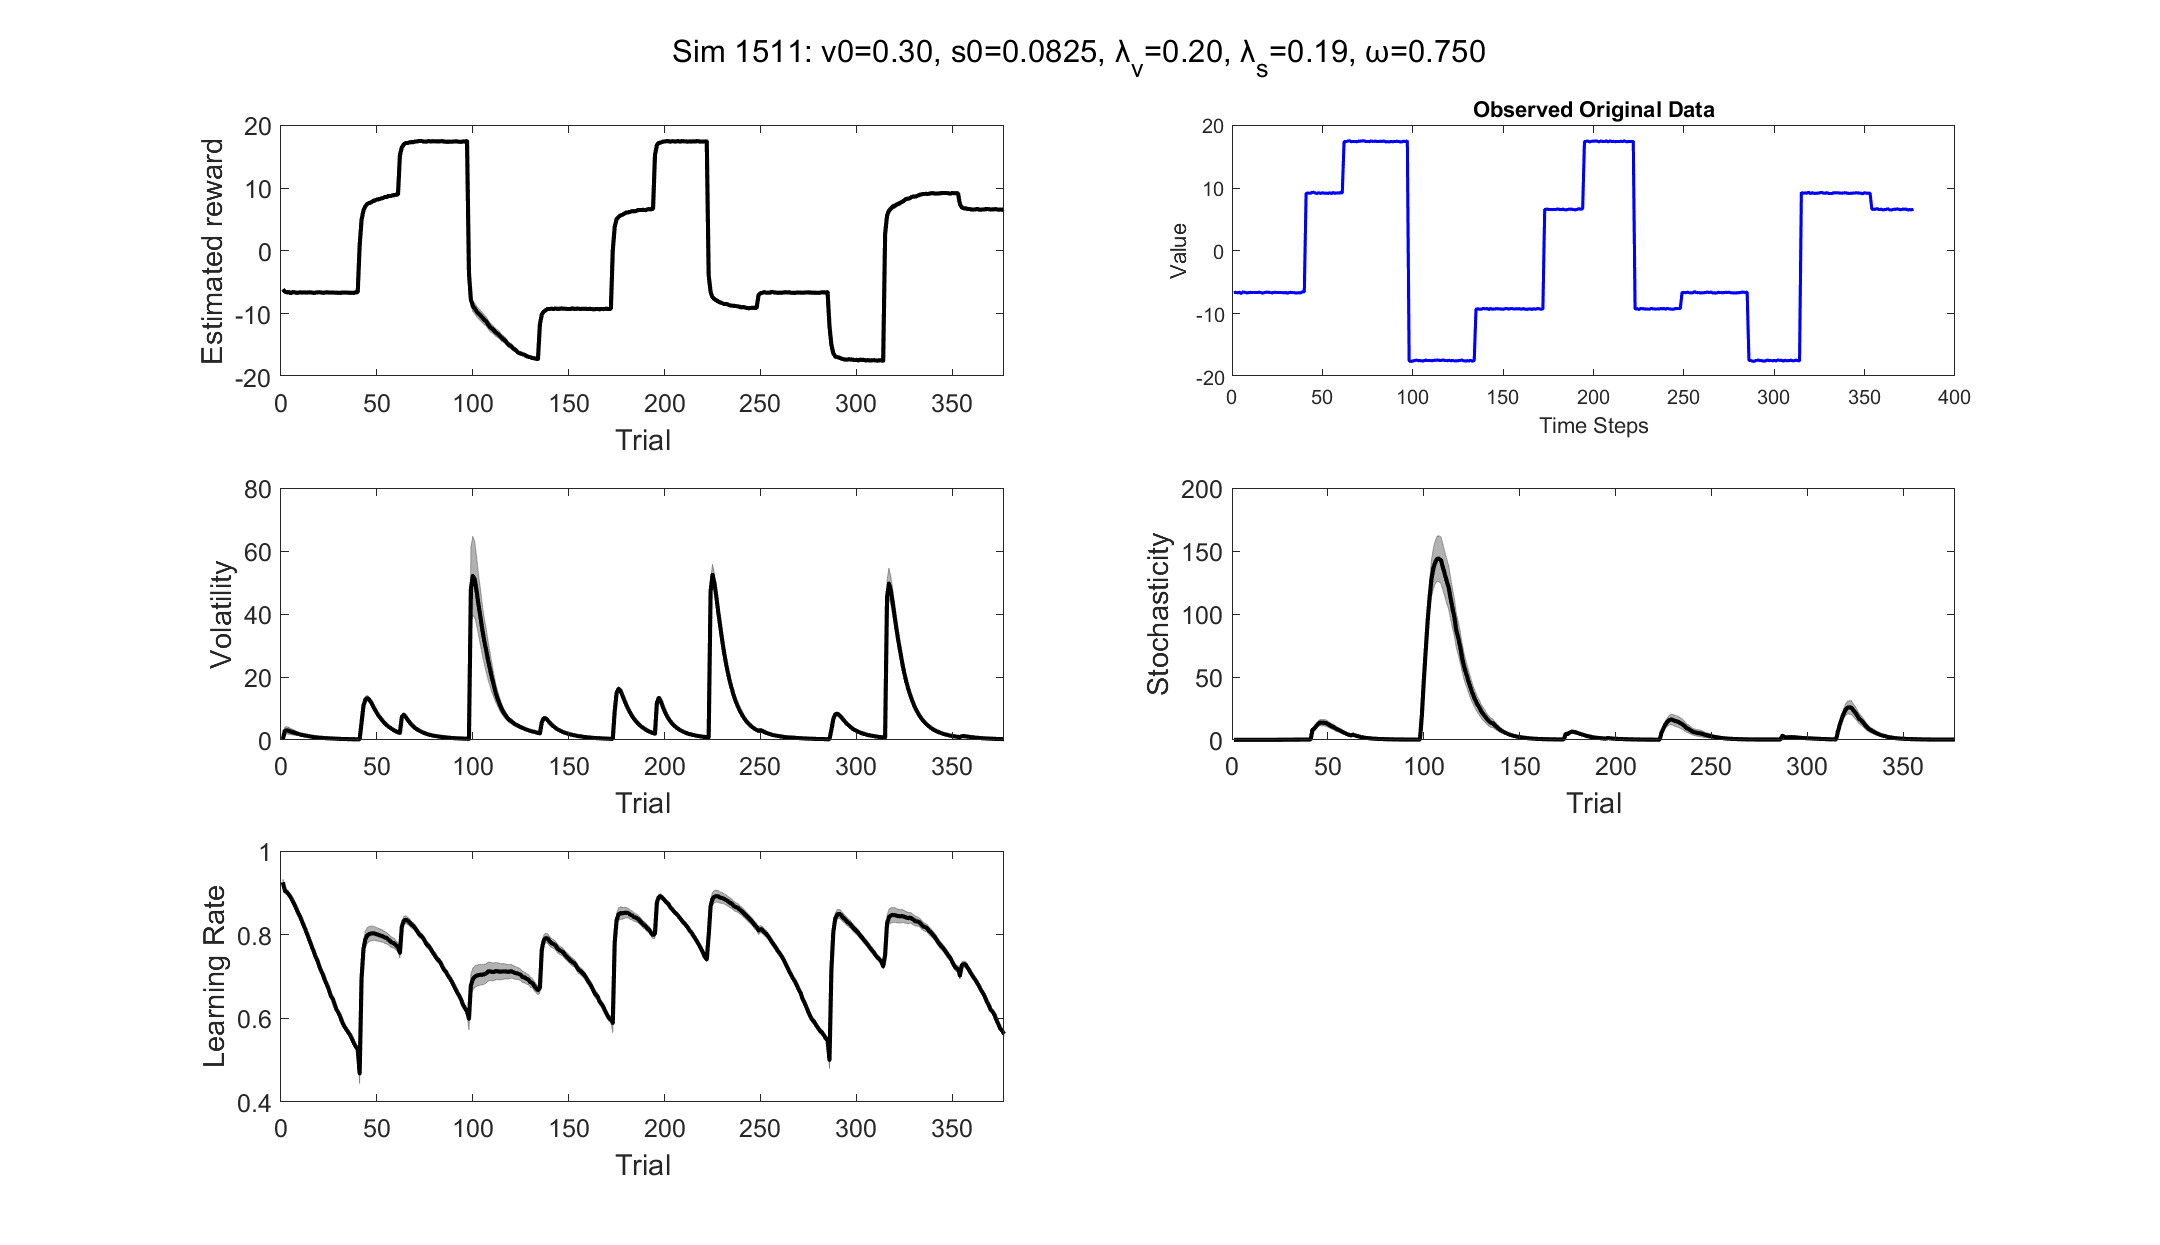 Sim 1511: v0=0.30, s0=0.0825, λ_v=0.20, λ_s=0.19, ω=0.750
Estimated reward
20
10
0
-10
-20
0 50 100 150 200 250 300 350
Trial
Observed Original Data
Value
20
10
0
-10
-20
0 50 100 150 200 250 300 350 400
Time Steps
Volatility
80
60
40
20
0
0 50 100 150 200 250 300 350
Trial
Stochasticity
200
150
100
50
0
0 50 100 150 200 250 300 350
Trial
Learning Rate
1
0.8
0.6
0.4
0 50 100 150 200 250 300 350
Trial